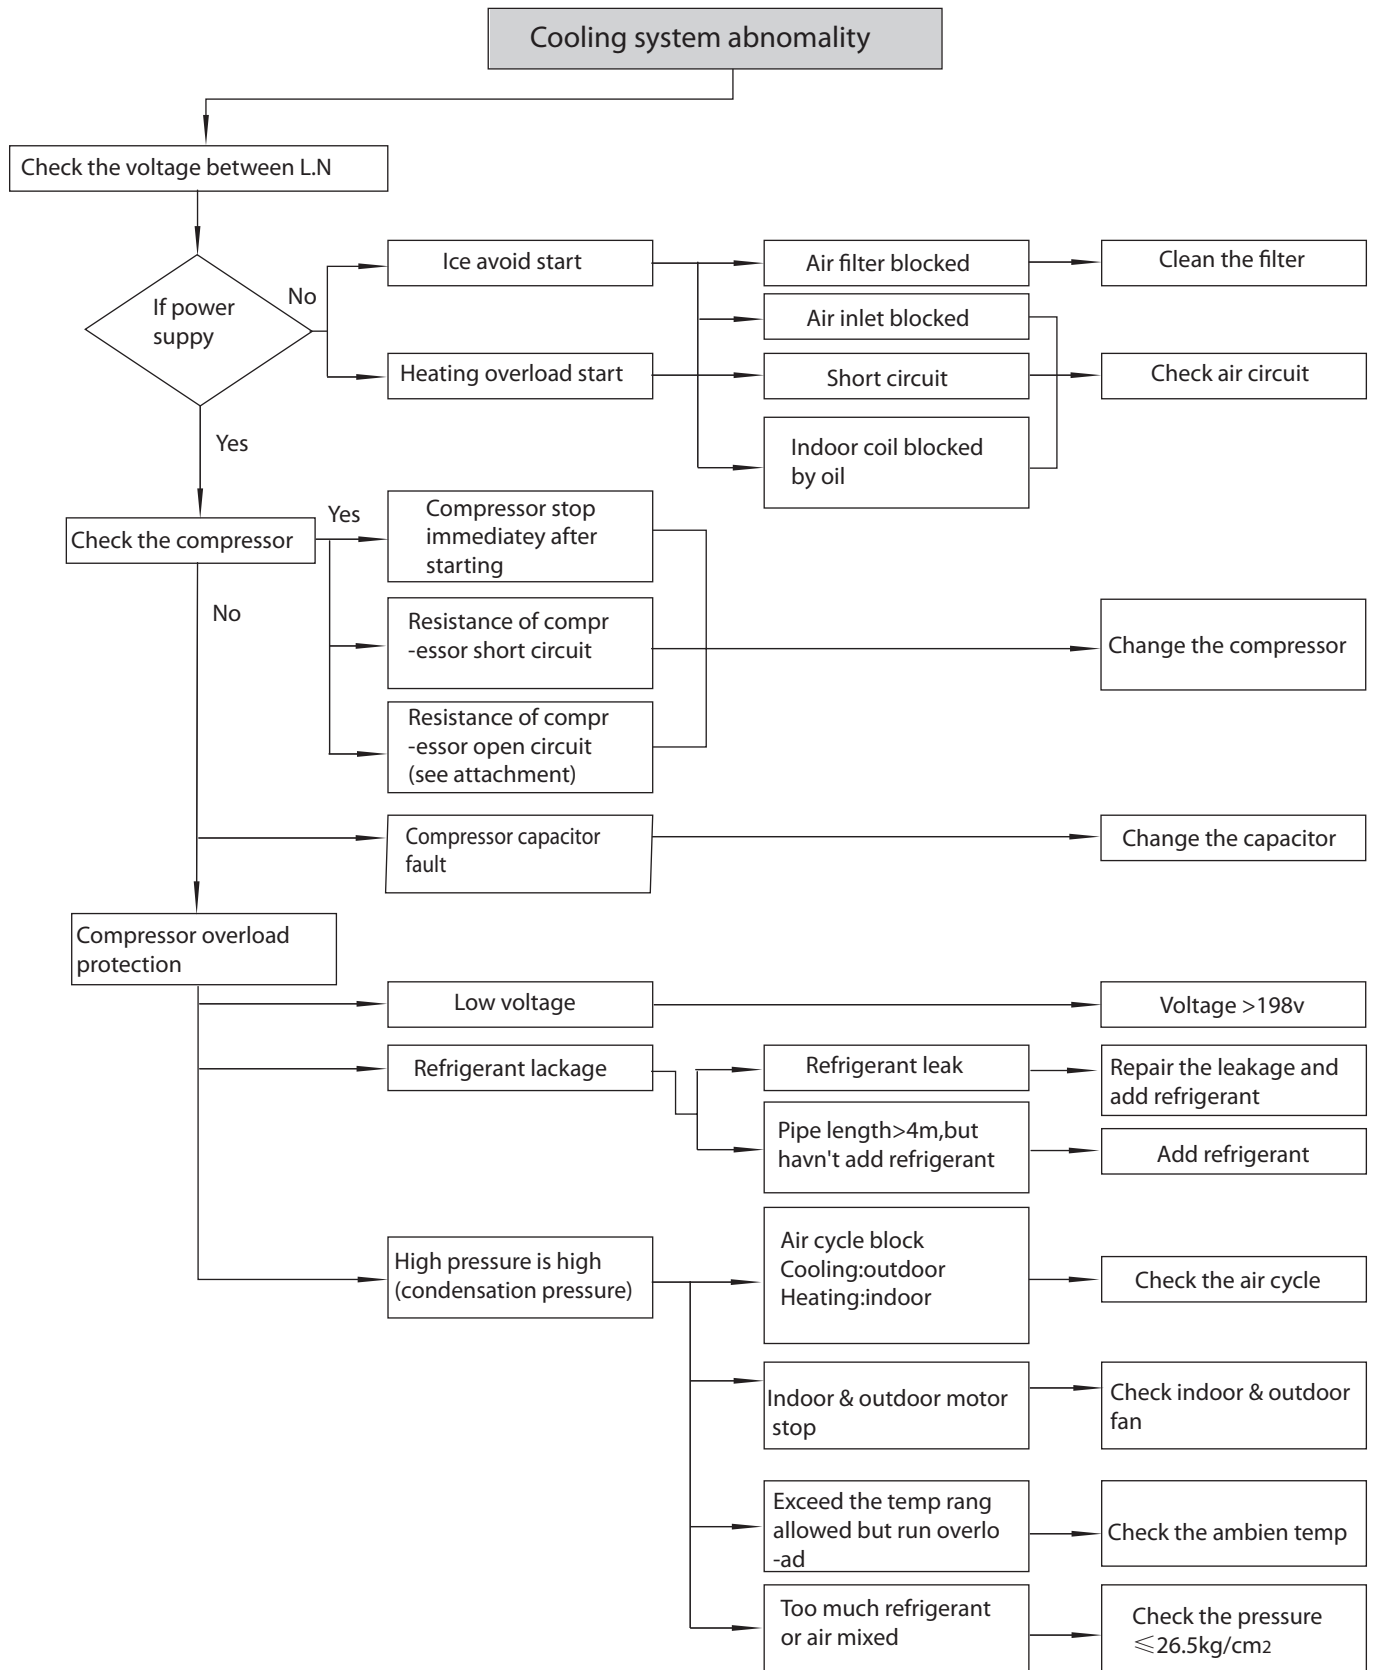 Cooling system abnomality
Check the voltage between L.N
If power
suppy
No
Yes
Ice avoid start
Air filter blocked
Clean the filter
Air inlet blocked
Heating overload start
Short circuit
Check air circuit
Indoor coil blocked
by oil
Check the compressor
Yes
No
Compressor stop
immediatey after
starting
Resistance of compr
-essor short circuit
Change the compressor
Resistance of compr
-essor open circuit
(see attachment)
Compressor capacitor
fault
Change the capacitor
Compressor overload
protection
Low voltage
Voltage >198v
Refrigerant lackage
Refrigerant leak
Repair the leakage and
add refrigerant
Pipe length>4m,but
havn't add refrigerant
Add refrigerant
High pressure is high
(condensation pressure)
Air cycle block
Cooling:outdoor
Heating:indoor
Check the air cycle
Indoor & outdoor motor
stop
Check indoor & outdoor
fan
Exceed the temp rang
allowed but run overlo
-ad
Check the ambien temp
Too much refrigerant
or air mixed
Check the pressure
≤26.5kg/cm2